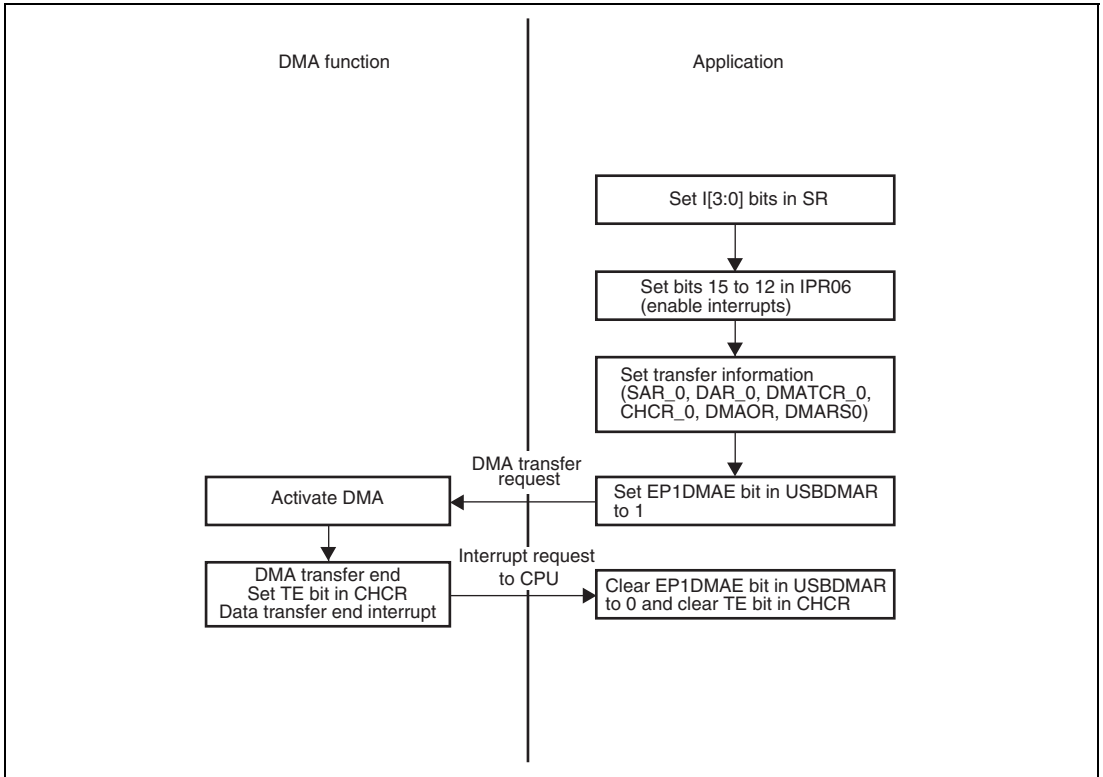 DMA function
Application
Set I[3:0] bits in SR
Set bits 15 to 12 in IPR06
(enable interrupts)
Set transfer information
(SAR_0, DAR_0, DMATCR_0,
CHCR_0, DMAOR, DMARS0)
DMA transfer
request
Activate DMA
Set EP1DMAE bit in USBDMAR
to 1
Interrupt request
to CPU
DMA transfer end
Set TE bit in CHCR
Data transfer end interrupt
Clear EP1DMAE bit in USBDMAR
to 0 and clear TE bit in CHCR